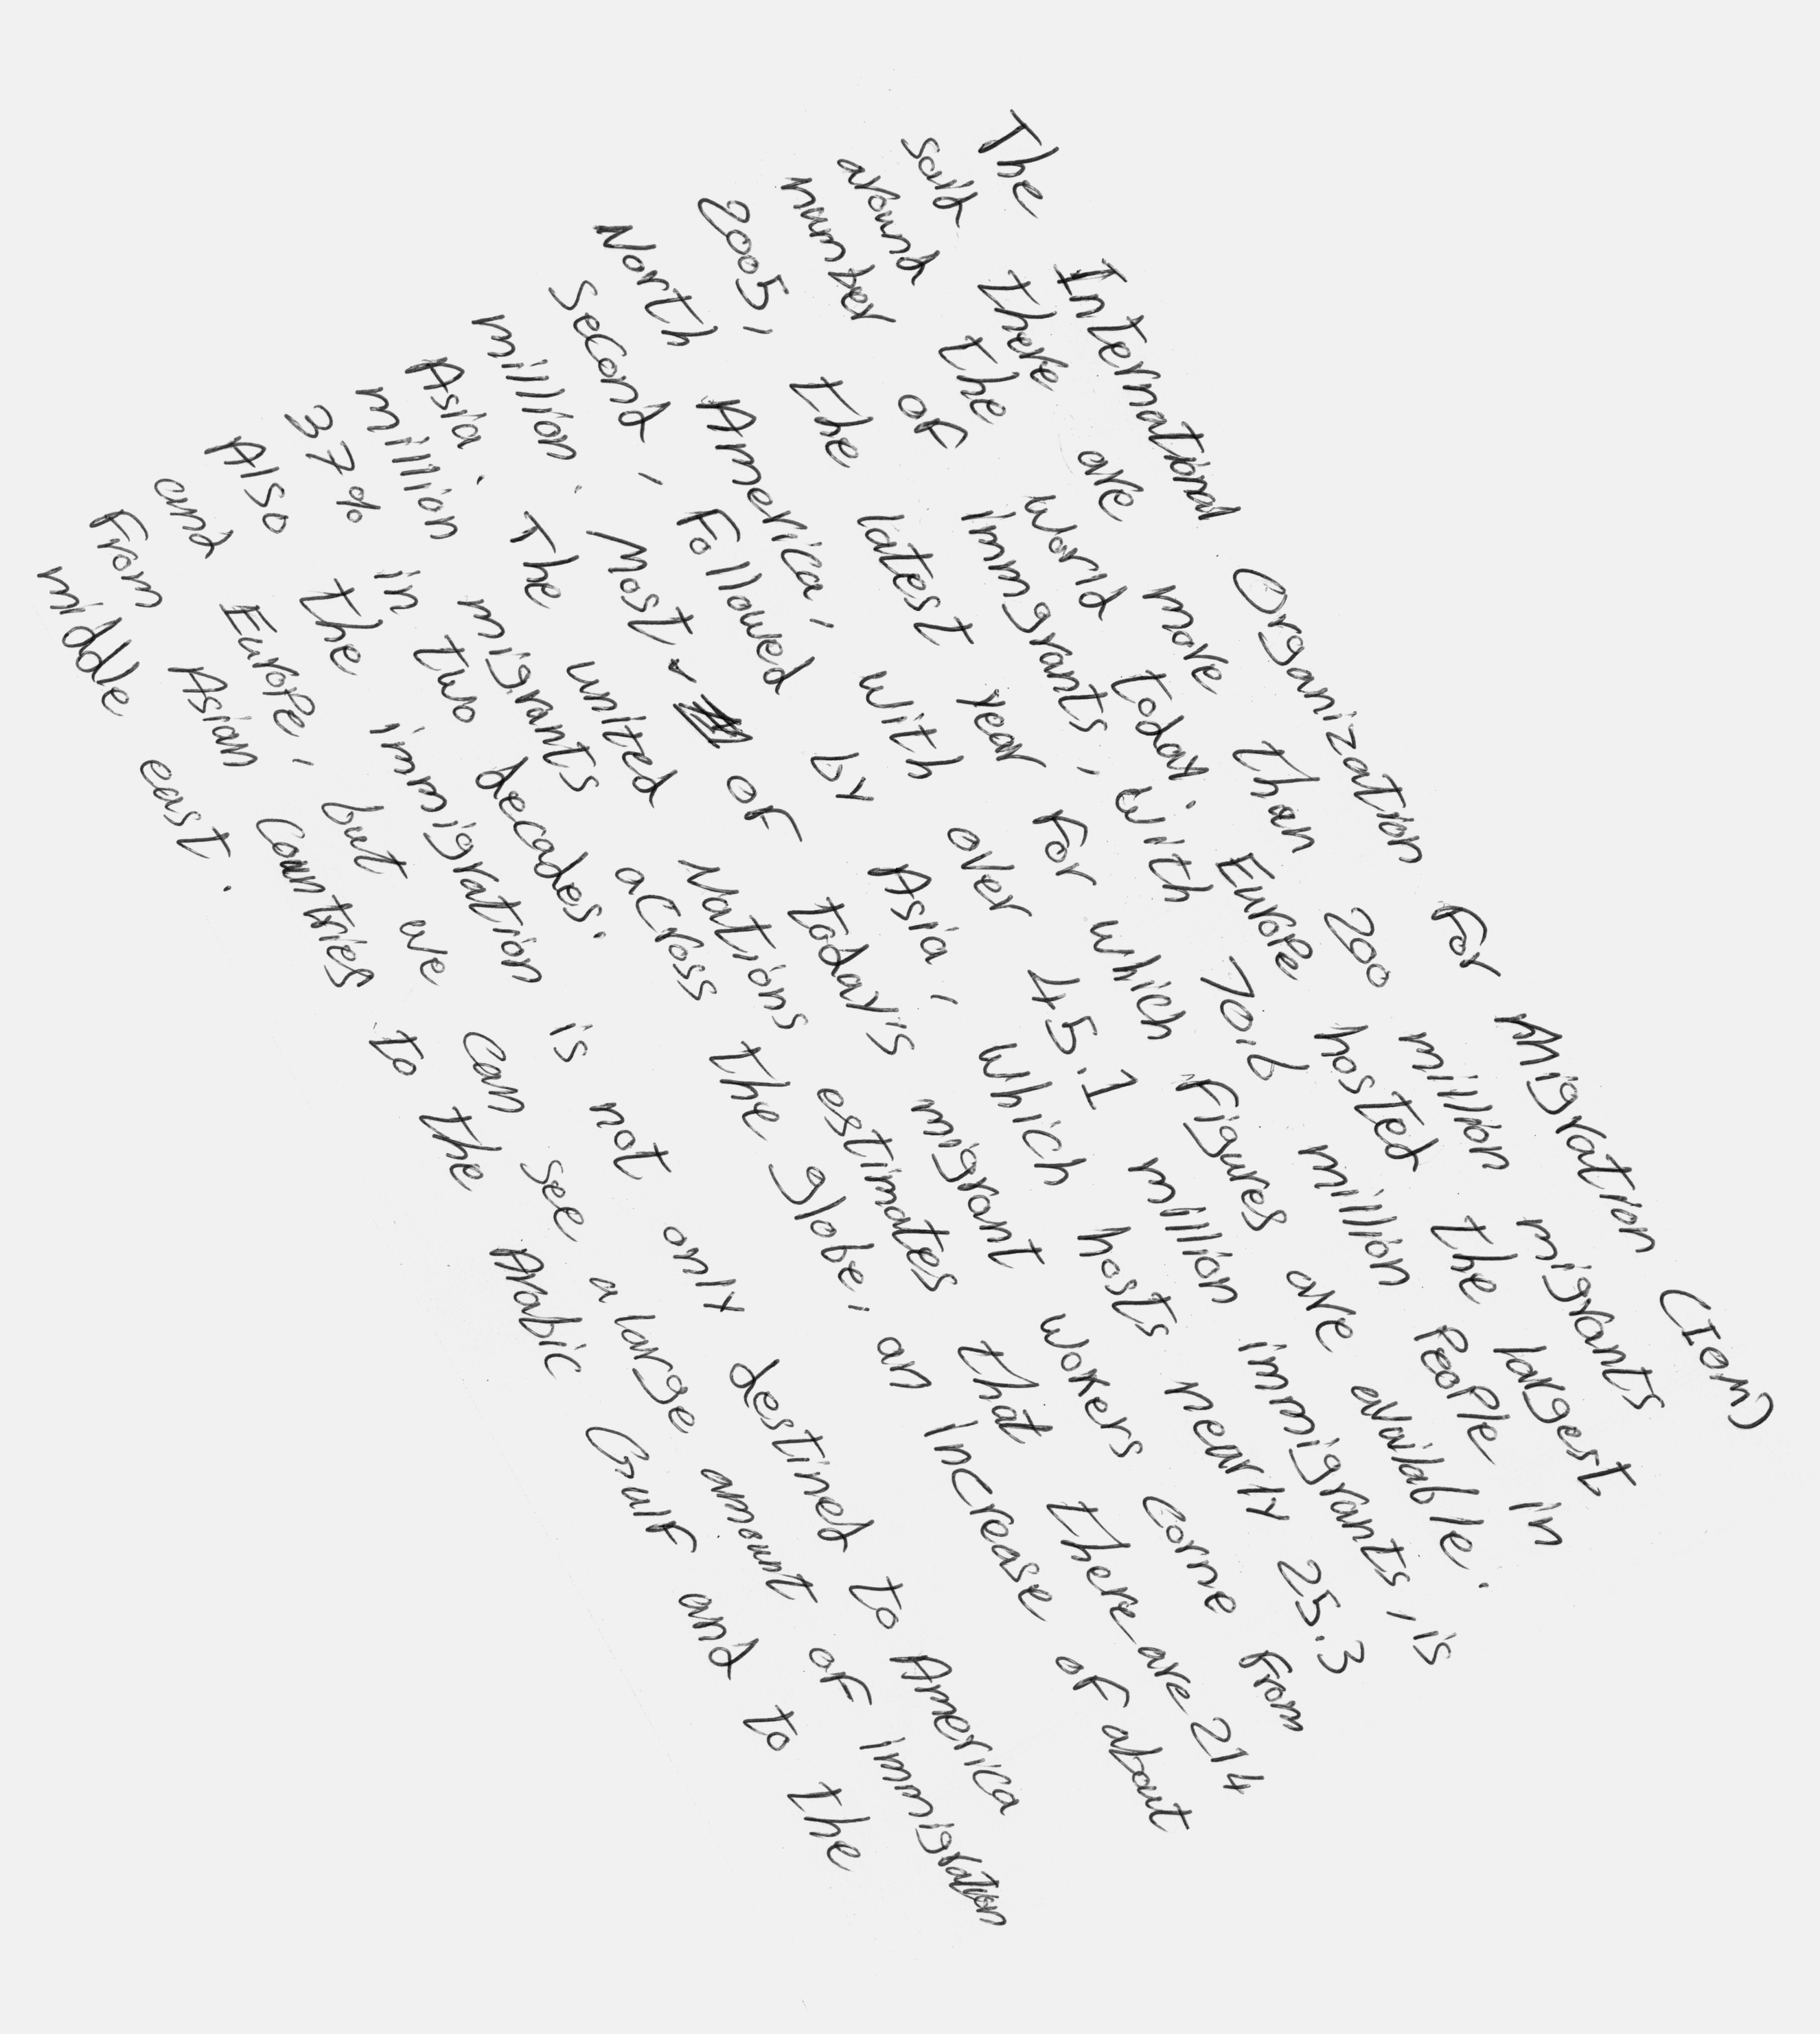 The International Organization For Migration (IOM)
said there are more than 200 million migrants
around the world today. Europe hosted the largest
number of immigrants, with 70.6 million people in
2005, the latest year for which figures are available.
North America, with over 45.1 million immigrants, is
second, Followed by Asia, which hosts nearly 25.3
million. Most of today's migrant workers come from
Asia. The united Nations estimates that there are 214
million migrants across the globe, an increase of about
37% in two decades.
Also the immigration is not only destined to America
and Europe, but we can see a large amount of immigration
From Asian countries to the Arabic Gulf and to the
middle east.